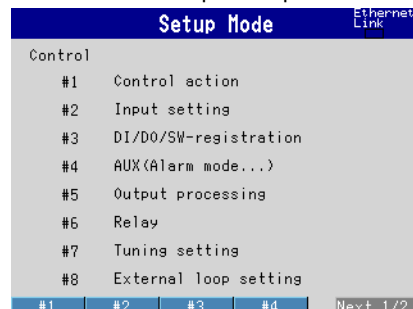 Setup Mode
Ethernet
Link
Control
#1 Control action
#2 Input setting
#3 DI/DO/SW-registration
#4 AUX(Alarm mode...)
#5 Output processing
#6 Relay
#7 Tuning setting
#8 External loop setting
#1 #2 #3 #4 Next 1/2